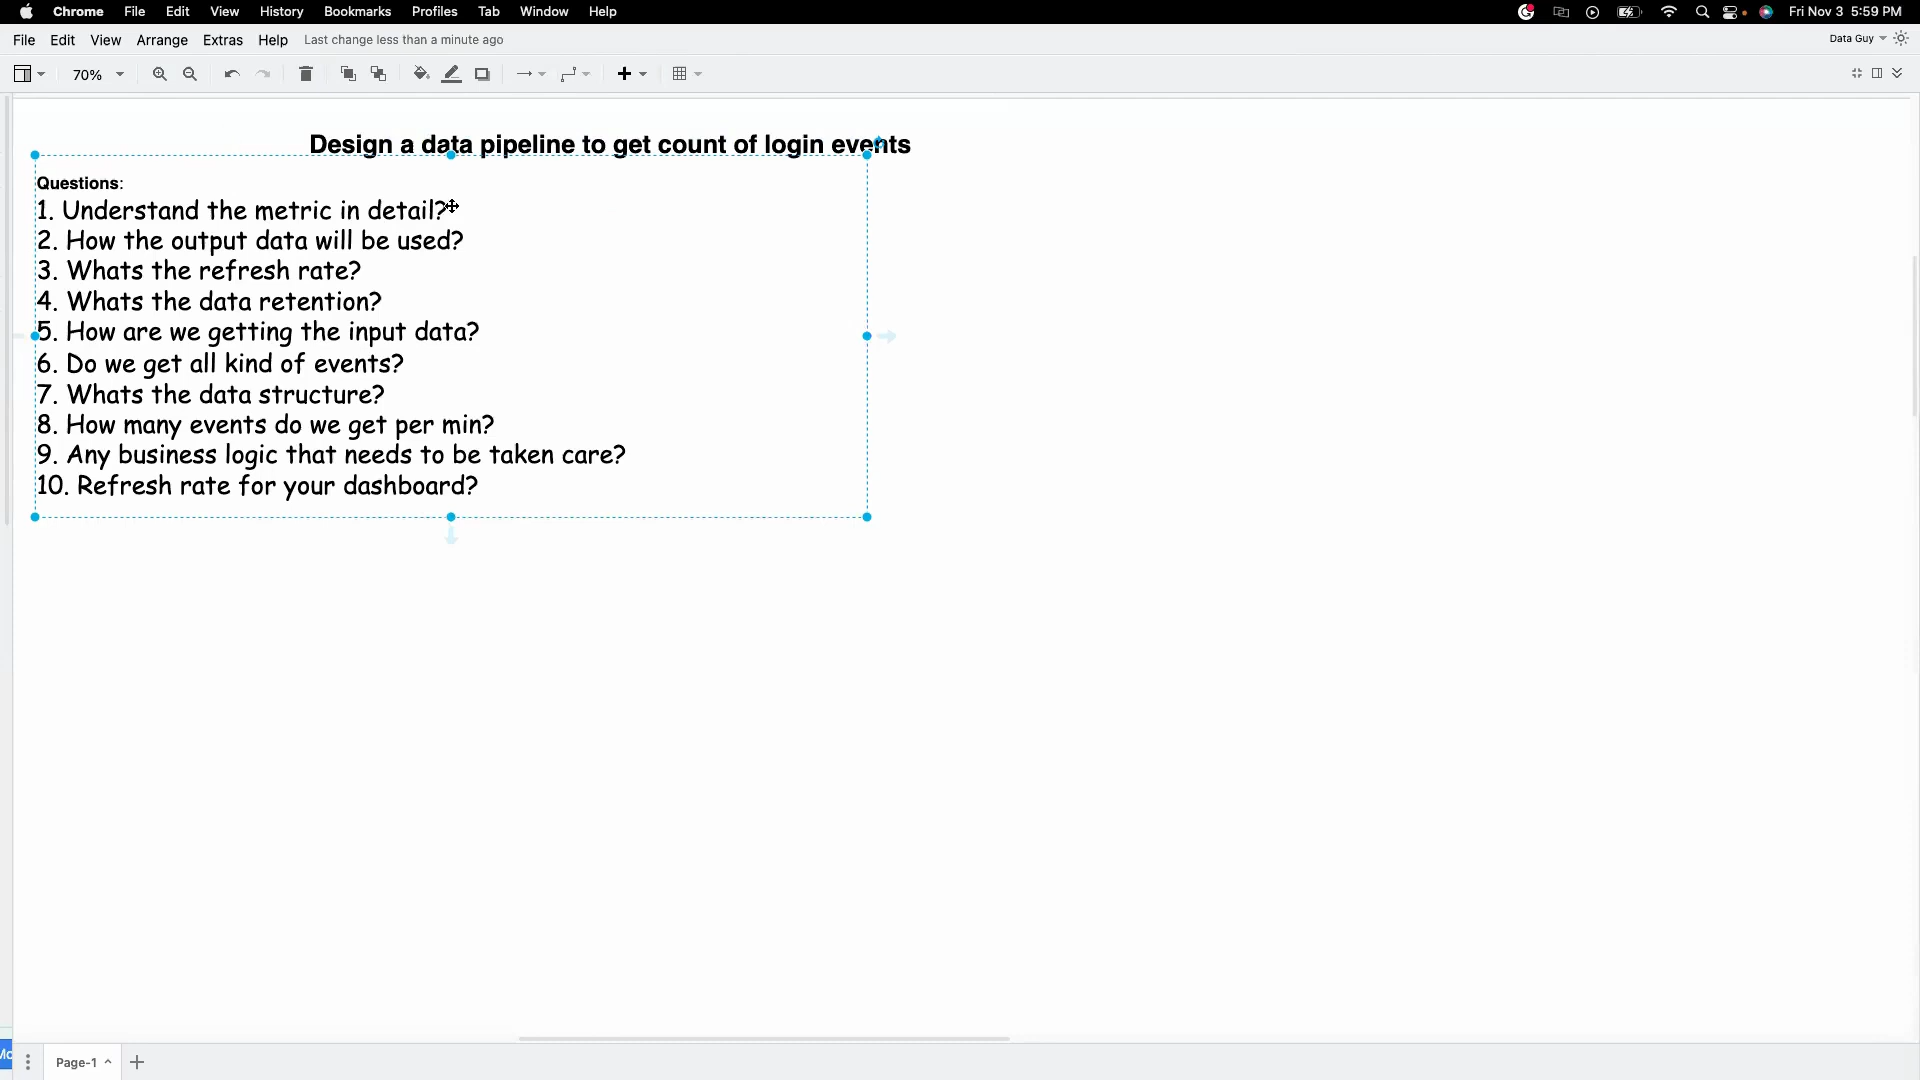 Chrome File Edit View History Bookmarks Profiles Tab Window Help Fri Nov 3 5:59 PM
File Edit View Arrange Extras Help Last change less than a minute ago Data Guy
70%
Design a data pipeline to get count of login events
Questions:
1. Understand the metric in detail?
2. How the output data will be used?
3. Whats the refresh rate?
4. Whats the data retention?
5. How are we getting the input data?
6. Do we get all kind of events?
7. Whats the data structure?
8. How many events do we get per min?
9. Any business logic that needs to be taken care?
10. Refresh rate for your dashboard?
Page-1